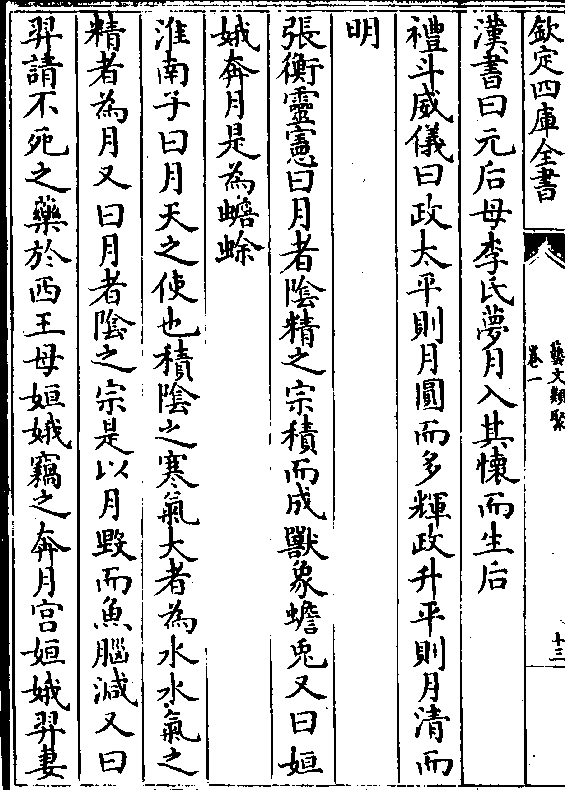 欽定四庫全書
藝文類聚
卷一
十三
漢書曰元后母李氏夢月入其懷而生后
禮斗威儀曰政太平則月圓而多輝政升平則月清而
明
張衡靈憲曰月者陰精之宗積而成獸象蟾兎又曰姮
娥奔月是為蟾蜍
淮南子曰月天之使也積陰之寒氣大者為水水氣之
精者為月又曰月者陰之宗是以月毀而魚腦減又曰
羿請不死之藥於西王母姮娥竊之奔月宫姮娥羿妻